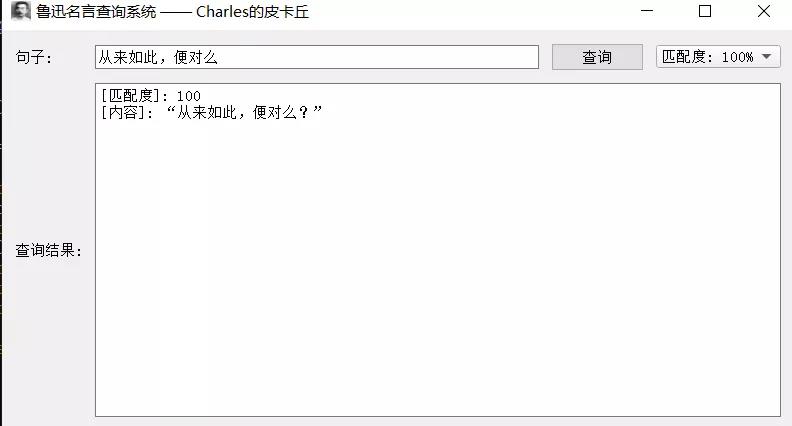 鲁迅名言查询系统 —— Charles的皮卡丘
句子: 从来如此，便对么 查询 匹配度: 100%
[匹配度]: 100
[内容]: “从来如此，便对么？”
查询结果: